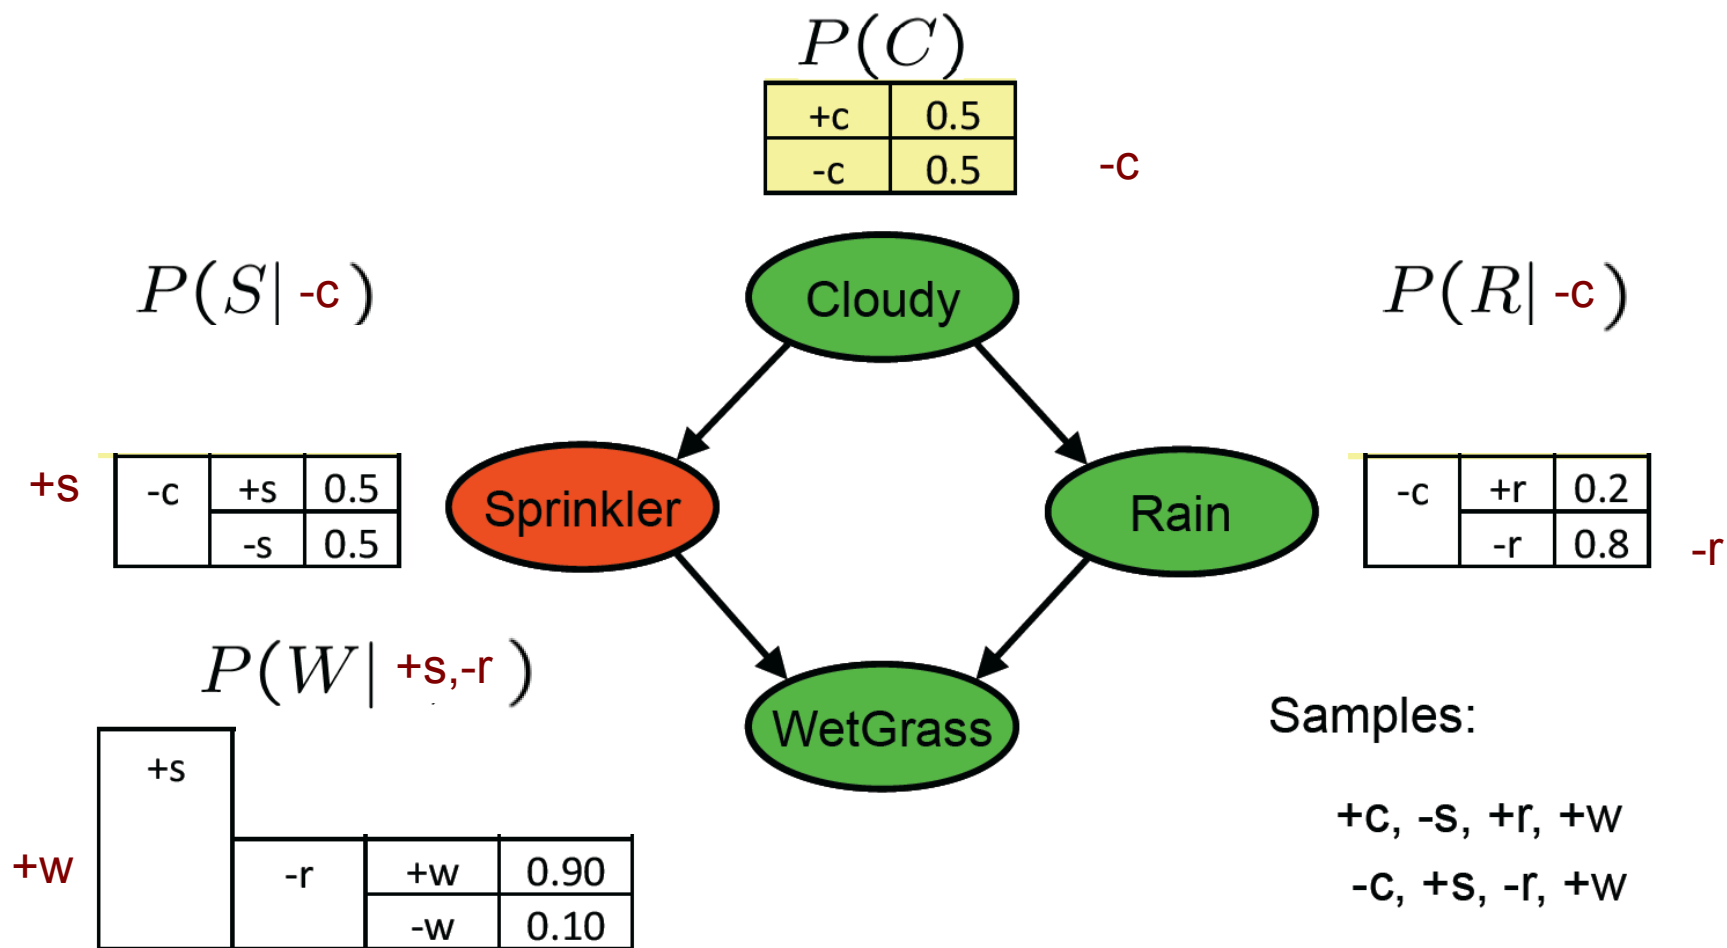 P(C)
+c 0.5
-c 0.5
-c
P(S| -c )
Cloudy
P(R| -c )
+s
-c +s 0.5
-s 0.5
Sprinkler
Rain
-c +r 0.2
-r 0.8
-r
P(W| +s,-r )
WetGrass
Samples:
+s
+c, -s, +r, +w
+w
-r +w 0.90
-w 0.10
-c, +s, -r, +w